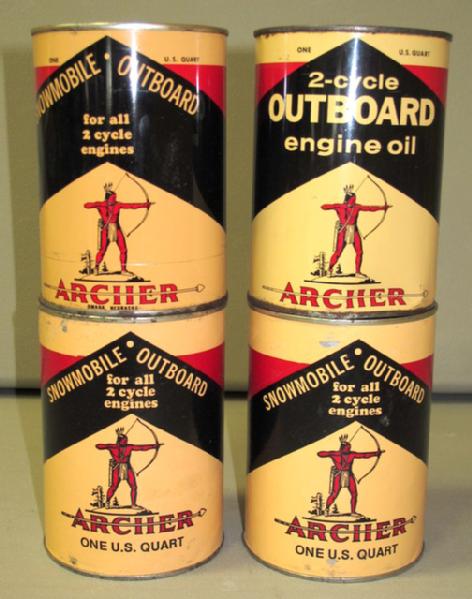 ONE U.S. QUART
SNOWMOBILE • OUTBOARD
for all
2 cycle
engines
ARCHER
OMAHA, NEBRASKA
ONE U.S. QUART
2-cycle
OUTBOARD
engine oil
ARCHER
SNOWMOBILE • OUTBOARD
for all
2 cycle
engines
ARCHER
ONE U.S. QUART
SNOWMOBILE • OUTBOARD
for all
2 cycle
engines
ARCHER
ONE U.S. QUART